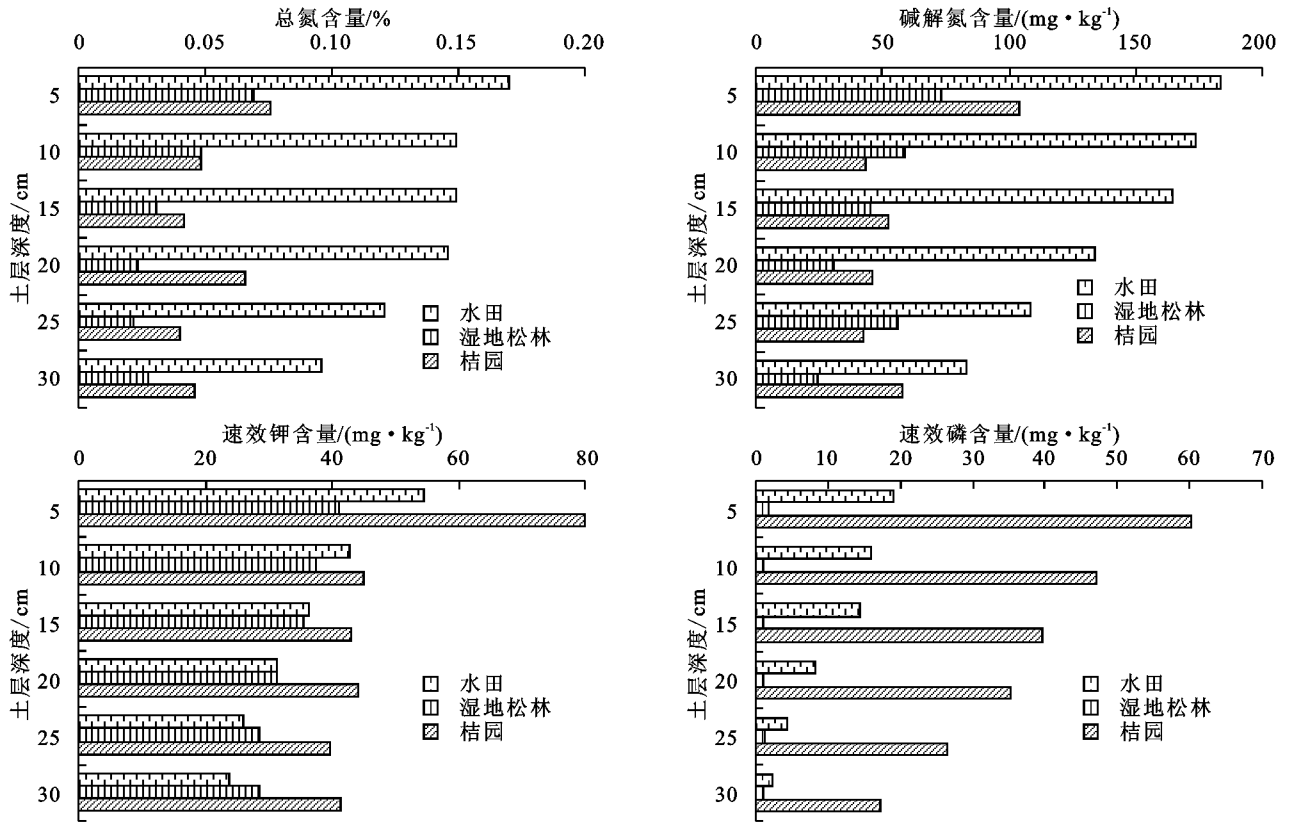 总氮含量/%
0 0.05 0.10 0.15 0.20
土层深度/cm
5
10
15
20
25
30
水田
湿地松林
桔园
碱解氮含量/(mg·kg⁻¹)
0 50 100 150 200
土层深度/cm
5
10
15
20
25
30
水田
湿地松林
桔园
速效钾含量/(mg·kg⁻¹)
0 20 40 60 80
土层深度/cm
5
10
15
20
25
30
水田
湿地松林
桔园
速效磷含量/(mg·kg⁻¹)
0 10 20 30 40 50 60 70
土层深度/cm
5
10
15
20
25
30
水田
湿地松林
桔园